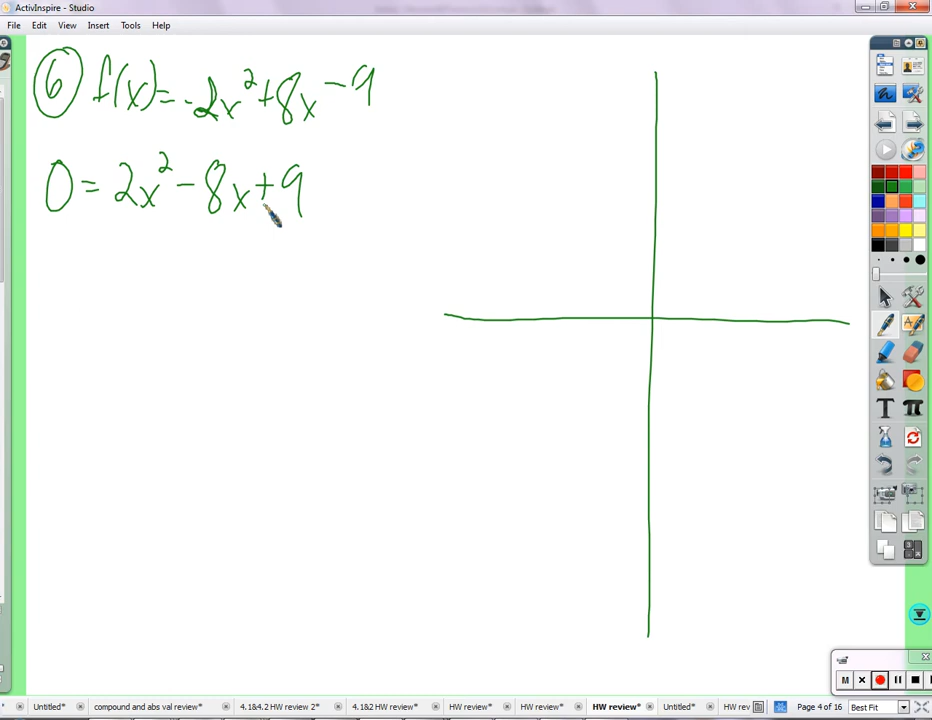 ActivInspire - Studio
File Edit View Insert Tools Help
⑥ f(x) = -2x² + 8x - 9
0 = 2x² - 8x + 9
Untitled* compound and abs val review* 4.1&4.2 HW review 2* 4.1&2 HW review* HW review* HW review* HW review* Untitled* HW rev Page 4 of 16 Best Fit